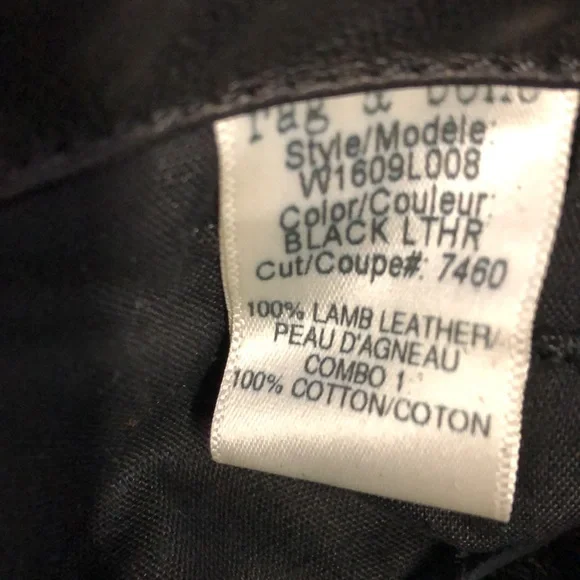 rag & bone
Style/Modèle:
W1609L008
Color/Couleur:
BLACK LTHR
Cut/Coupe#: 7460
100% LAMB LEATHER/
PEAU D'AGNEAU
COMBO 1
100% COTTON/COTON